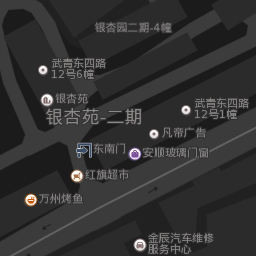 银杏园二期-4幢
武青东四路
12号6幢
银杏苑
武青东四路
12号1幢
银杏苑-二期
凡帝广告
东南门
安顺玻璃门窗
红旗超市
万州烤鱼
金辰汽车维修
服务中心